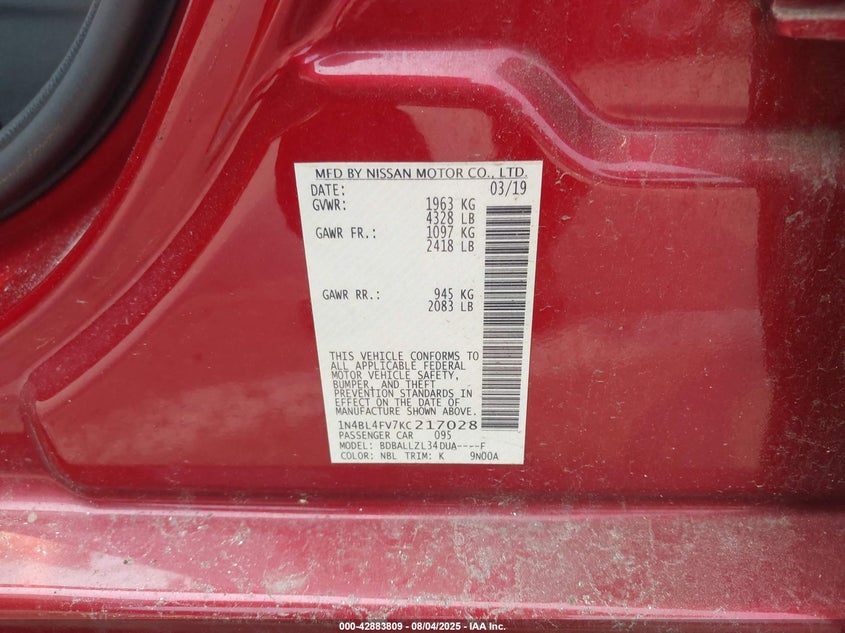 MFD BY NISSAN MOTOR CO., LTD.
DATE: 03/19
GVWR: 1963 KG
4328 LB
GAWR FR.: 1097 KG
2418 LB
GAWR RR.: 945 KG
2083 LB
THIS VEHICLE CONFORMS TO
ALL APPLICABLE FEDERAL
MOTOR VEHICLE SAFETY,
BUMPER, AND THEFT
PREVENTION STANDARDS IN
EFFECT ON THE DATE OF
MANUFACTURE SHOWN ABOVE.
1N4BL4FV7KC217028
PASSENGER CAR 095
MODEL: BDBALLZL34DUA----F
COLOR: NBL TRIM: K 9N00A
000-42883809 - 08/04/2025 - IAA Inc.